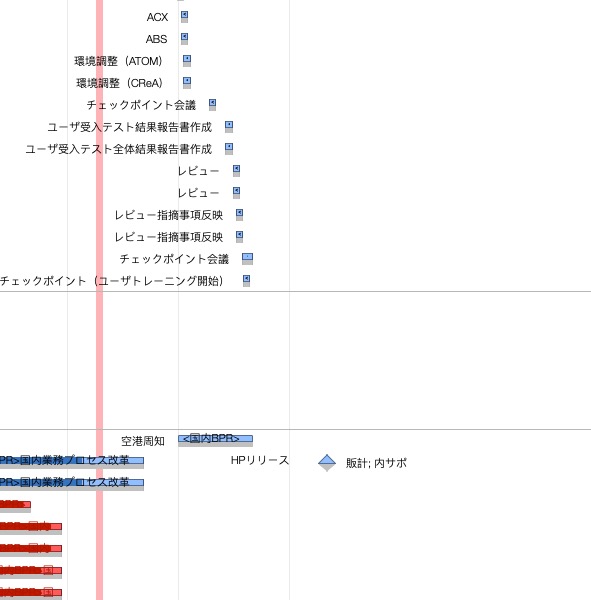 ACX
ABS
環境調整（ATOM）
環境調整（CReA）
チェックポイント会議
ユーザ受入テスト結果報告書作成
ユーザ受入テスト全体結果報告書作成
レビュー
レビュー
レビュー指摘事項反映
レビュー指摘事項反映
チェックポイント会議
チェックポイント（ユーザトレーニング開始）
空港周知 <国内BPR>
PR>国内業務プロセス改革 HPリリース 販計; 内サポ
PR>国内業務プロセス改革